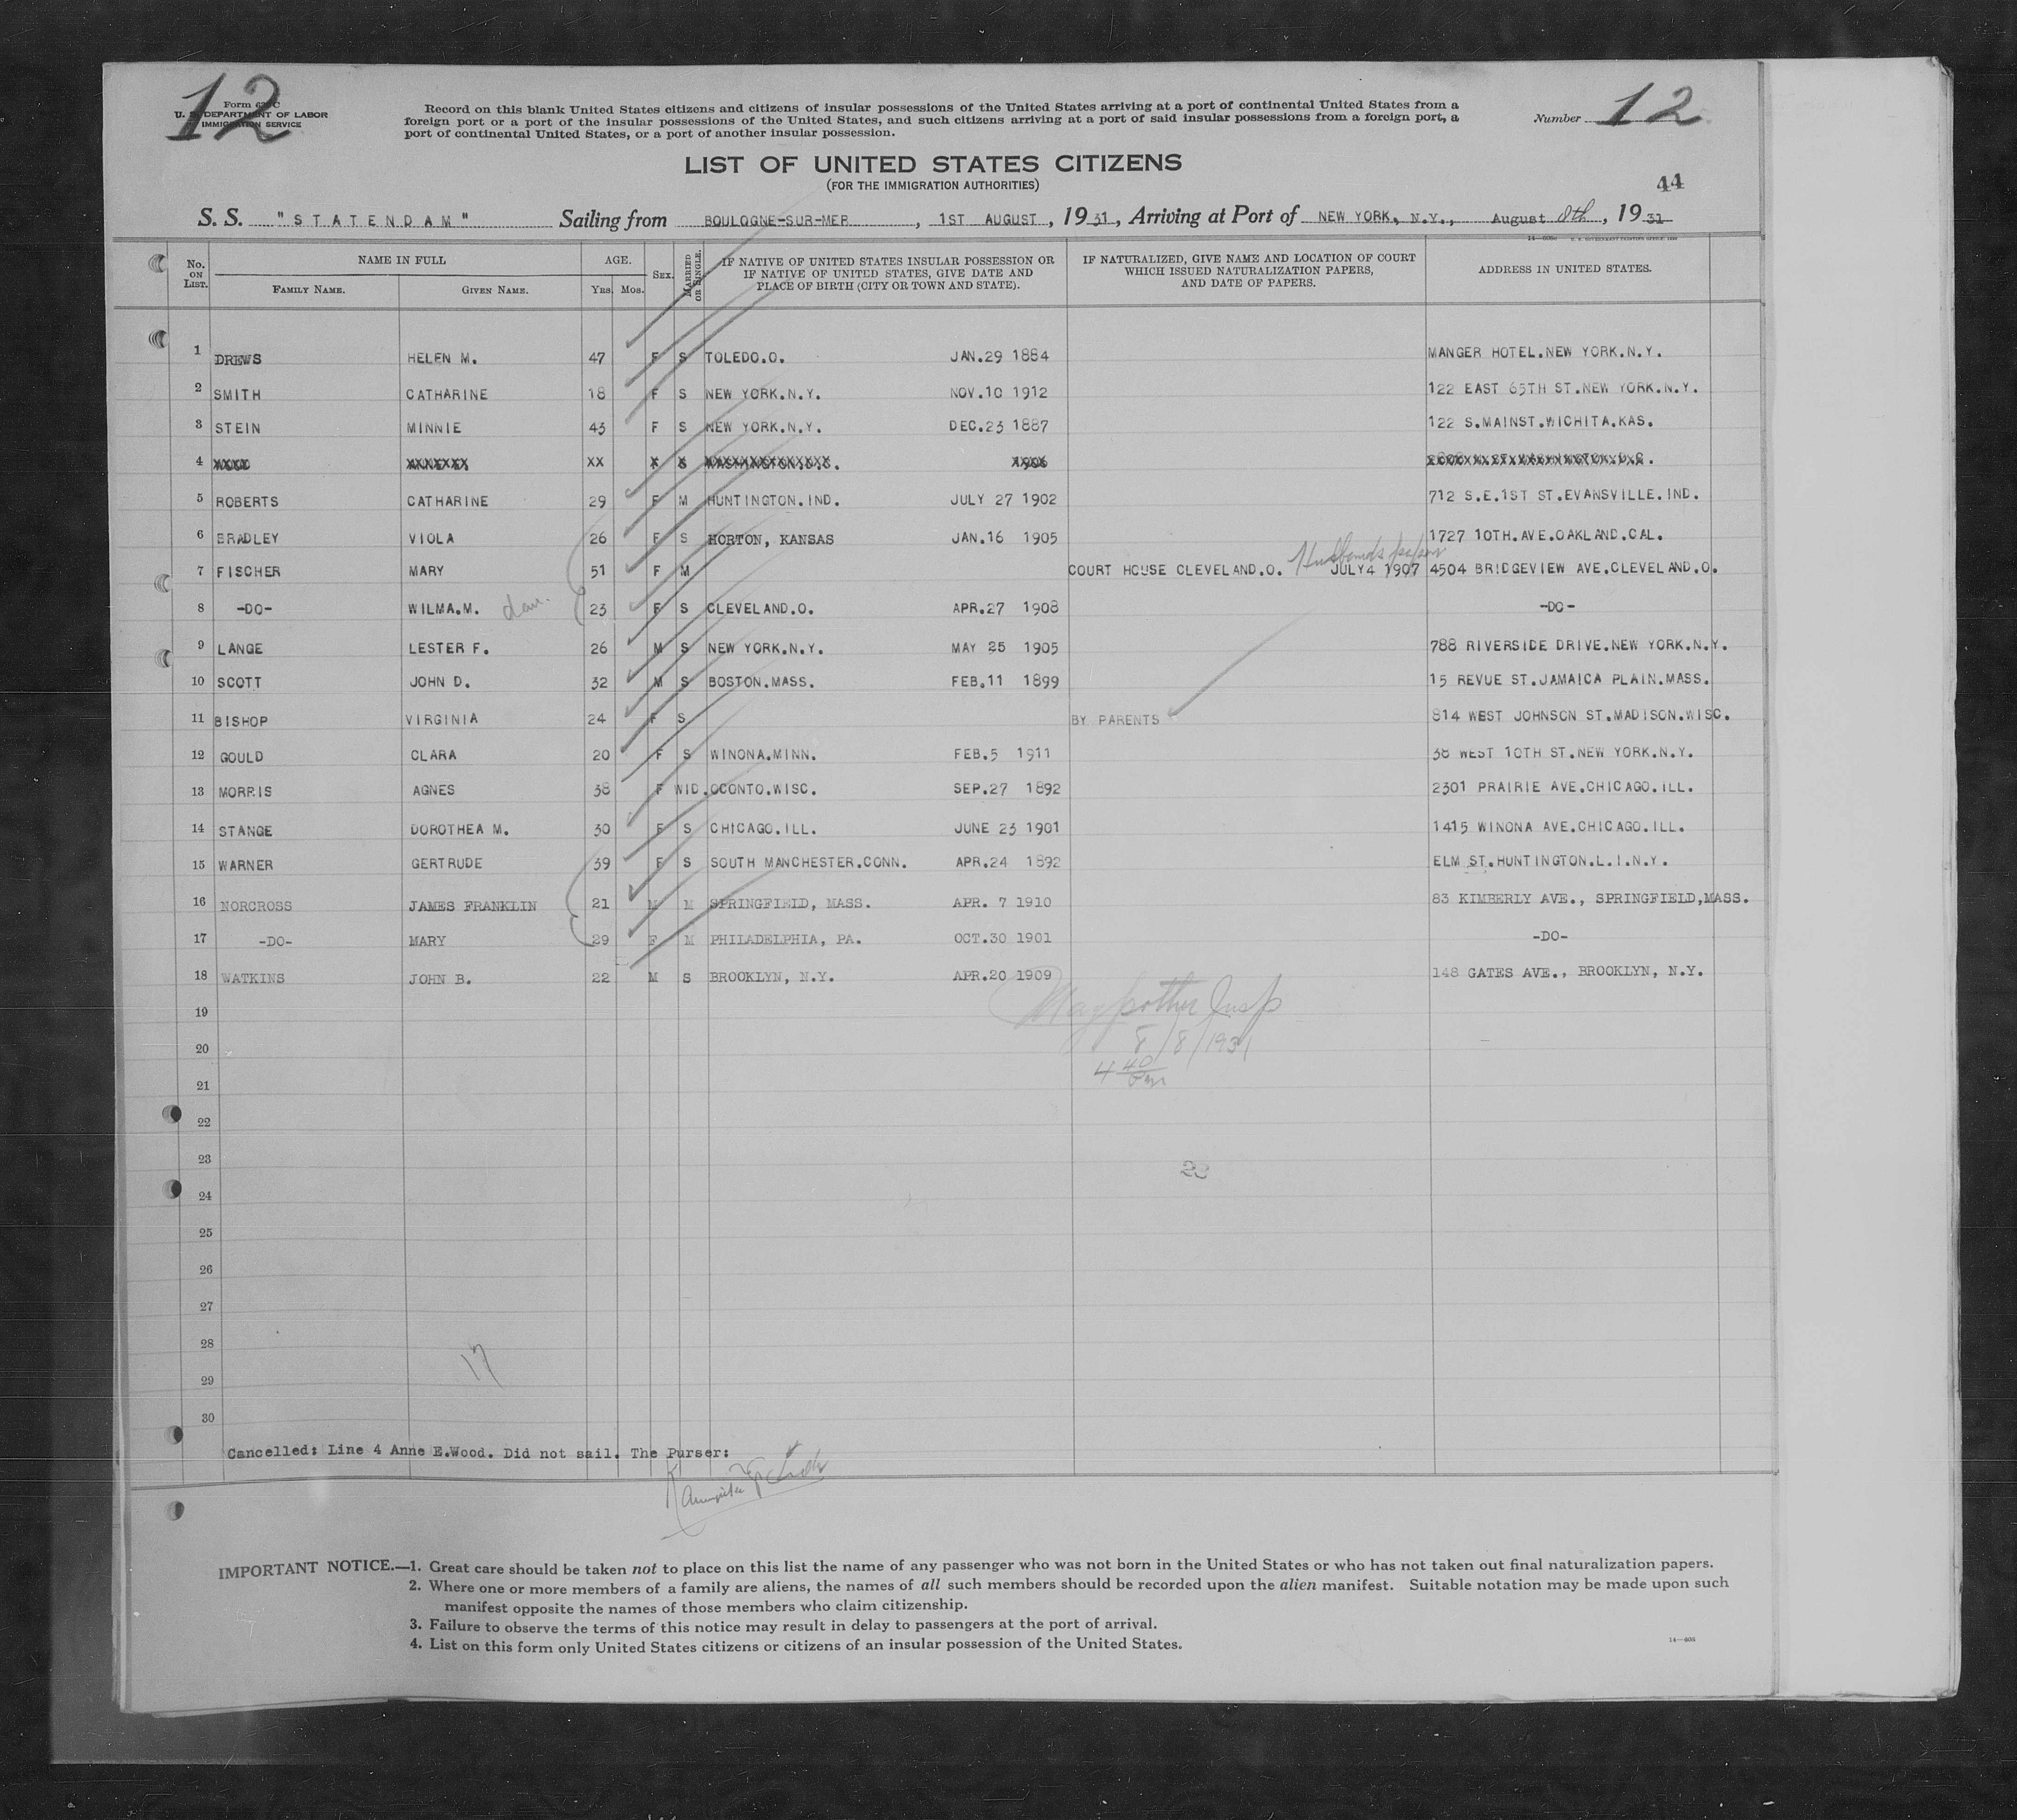 12
Form 630 C
U. S. DEPARTMENT OF LABOR
IMMIGRATION SERVICE
Record on this blank United States citizens and citizens of insular possessions of the United States arriving at a port of continental United States from a
foreign port or a port of the insular possessions of the United States, and such citizens arriving at a port of said insular possessions from a foreign port, a
port of continental United States, or a port of another insular possession.
Number 12
LIST OF UNITED STATES CITIZENS
(FOR THE IMMIGRATION AUTHORITIES)
44
S. S. "STATENDAM" Sailing from BOULOGNE-SUR-MER, 1ST AUGUST, 1931, Arriving at Port of NEW YORK, N.Y., August 8th, 1931
No. ON LIST. NAME IN FULL AGE. SEX. MARRIED OR SINGLE. IF NATIVE OF UNITED STATES INSULAR POSSESSION OR IF NATIVE OF UNITED STATES, GIVE DATE AND PLACE OF BIRTH (CITY OR TOWN AND STATE). IF NATURALIZED, GIVE NAME AND LOCATION OF COURT WHICH ISSUED NATURALIZATION PAPERS, AND DATE OF PAPERS. ADDRESS IN UNITED STATES.
FAMILY NAME. GIVEN NAME. YRS. MOS.
1 DREWS HELEN M. 47 F S TOLEDO.O. JAN.29 1884 MANGER HOTEL.NEW YORK.N.Y.
2 SMITH CATHARINE 18 F S NEW YORK.N.Y. NOV.10 1912 122 EAST 65TH ST.NEW YORK.N.Y.
3 STEIN MINNIE 43 F S NEW YORK.N.Y. DEC.23 1887 122 S.MAINST.WICHITA.KAS.
4 XXXX XXXXXXX XX X
5 ROBERTS CATHARINE 29 F M HUNTINGTON.IND. JULY 27 1902 712 S.E.1ST ST.EVANSVILLE.IND.
6 BRADLEY VIOLA 26 F S HORTON, KANSAS JAN.16 1905 1727 10TH.AVE.OAKLAND.CAL.
7 FISCHER MARY 51 F M COURT HOUSE CLEVELAND.O. Husbands papers JULY4 1907 4504 BRIDGEVIEW AVE.CLEVELAND.O.
8 -DO- WILMA.M. dau. 23 F S CLEVELAND.O. APR.27 1908 -DO-
9 LANGE LESTER F. 26 M S NEW YORK.N.Y. MAY 25 1905 788 RIVERSIDE DRIVE.NEW YORK.N.Y.
10 SCOTT JOHN D. 32 M S BOSTON.MASS. FEB.11 1899 15 REVUE ST.JAMAICA PLAIN.MASS.
11 BISHOP VIRGINIA 24 F S BY PARENTS 814 WEST JOHNSON ST.MADISON.WISC.
12 GOULD CLARA 20 F S WINONA.MINN. FEB.5 1911 38 WEST 10TH ST.NEW YORK.N.Y.
13 MORRIS AGNES 38 F WID. OCONTO.WISC. SEP.27 1892 2301 PRAIRIE AVE.CHICAGO.ILL.
14 STANGE DOROTHEA M. 30 F S CHICAGO.ILL. JUNE 23 1901 1415 WINONA AVE.CHICAGO.ILL.
15 WARNER GERTRUDE 39 F S SOUTH MANCHESTER.CONN. APR.24 1892 ELM ST.HUNTINGTON.L.I.N.Y.
16 NORCROSS JAMES FRANKLIN 21 M M SPRINGFIELD, MASS. APR. 7 1910 83 KIMBERLY AVE., SPRINGFIELD,MASS.
17 -DO- MARY 29 F M PHILADELPHIA, PA. OCT.30 1901 -DO-
18 WATKINS JOHN B. 22 M S BROOKLYN, N.Y. APR.20 1909 148 GATES AVE., BROOKLYN, N.Y.
19 Insp
20 8/8/1931
21 4 40 pm
22
23 22
24
25
26
27
28 17
29
30
Cancelled: Line 4 Anne E.Wood. Did not sail. The Purser:
IMPORTANT NOTICE.—1. Great care should be taken not to place on this list the name of any passenger who was not born in the United States or who has not taken out final naturalization papers.
2. Where one or more members of a family are aliens, the names of all such members should be recorded upon the alien manifest. Suitable notation may be made upon such
manifest opposite the names of those members who claim citizenship.
3. Failure to observe the terms of this notice may result in delay to passengers at the port of arrival.
4. List on this form only United States citizens or citizens of an insular possession of the United States.